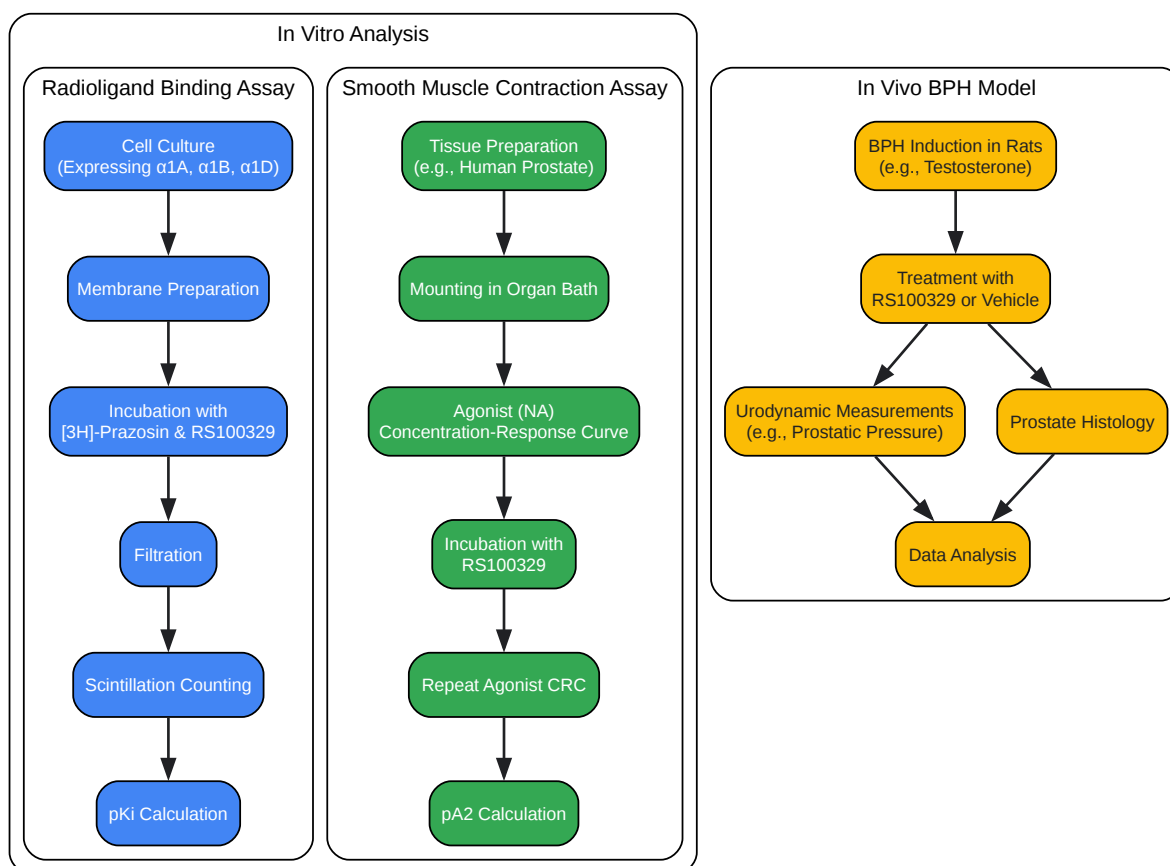 In Vitro Analysis
Radioligand Binding Assay
Cell Culture
(Expressing α1A, α1B, α1D)
Membrane Preparation
Incubation with
[3H]-Prazosin & RS100329
Filtration
Scintillation Counting
pKi Calculation
Smooth Muscle Contraction Assay
Tissue Preparation
(e.g., Human Prostate)
Mounting in Organ Bath
Agonist (NA)
Concentration-Response Curve
Incubation with
RS100329
Repeat Agonist CRC
pA2 Calculation
In Vivo BPH Model
BPH Induction in Rats
(e.g., Testosterone)
Treatment with
RS100329 or Vehicle
Urodynamic Measurements
(e.g., Prostatic Pressure)
Prostate Histology
Data Analysis